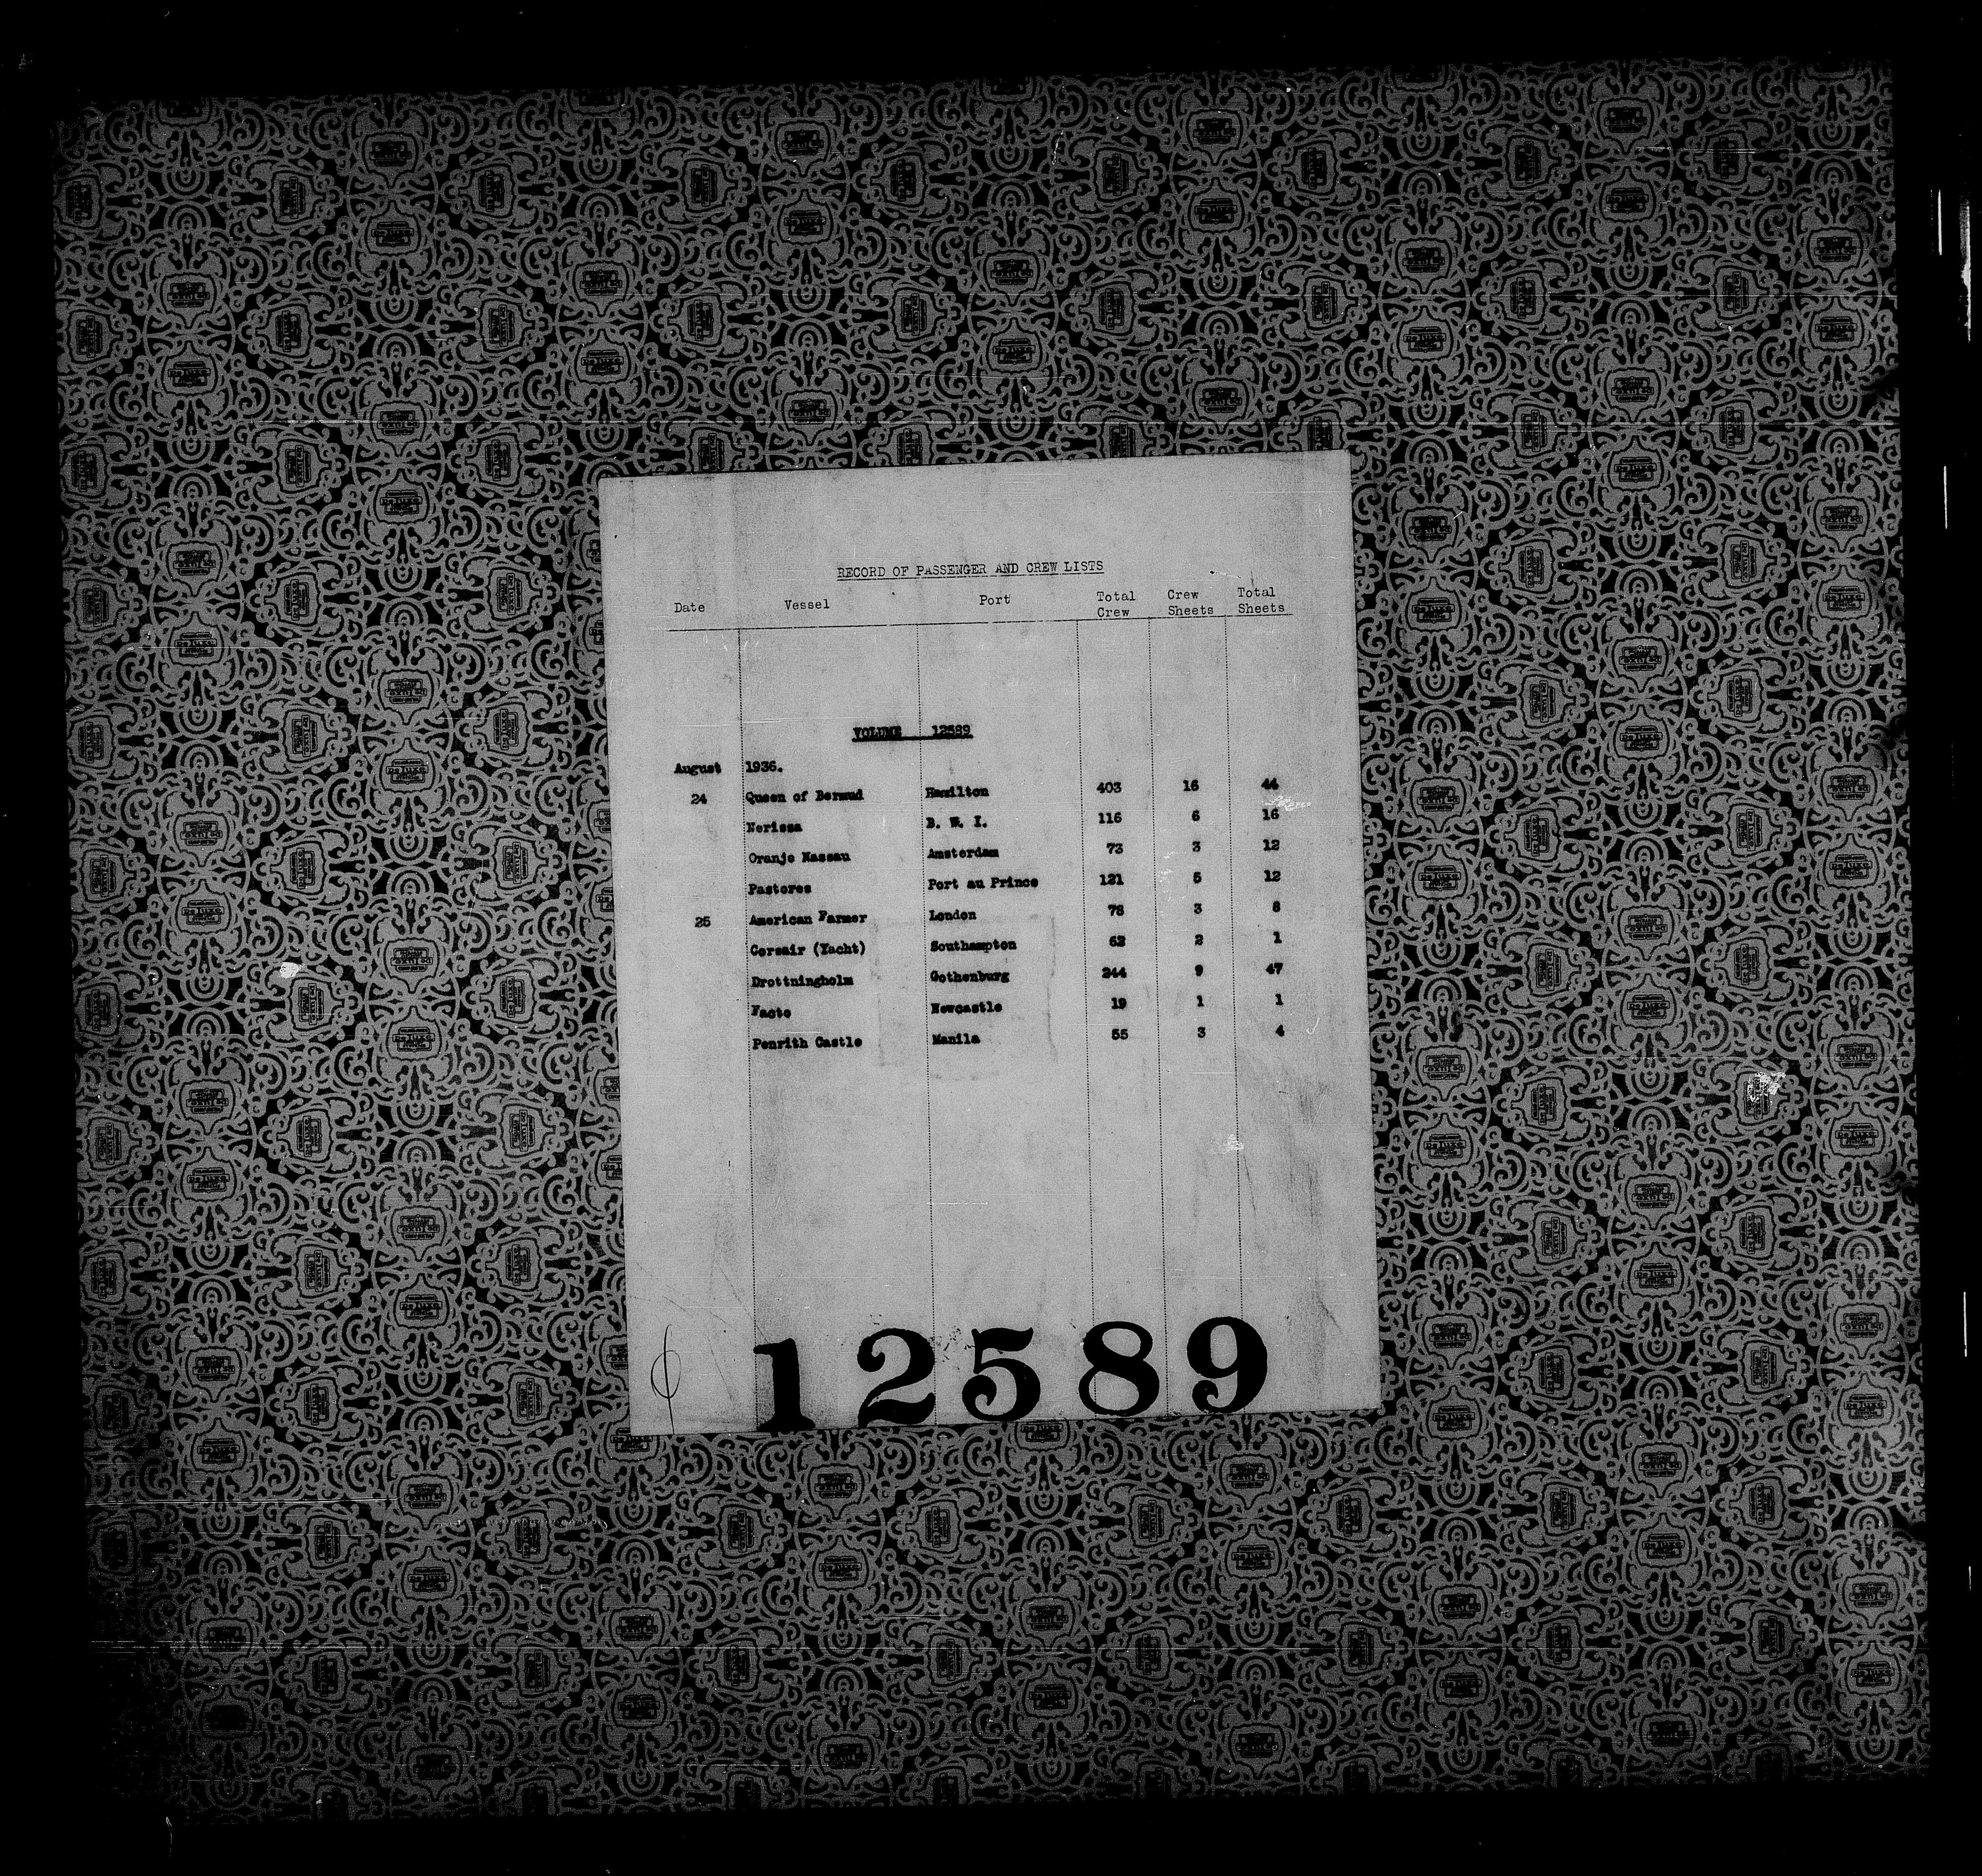 RECORD OF PASSENGER AND CREW LISTS
Date Vessel Port Total Crew Crew Sheets Total Sheets
VOLUME 12589
August 1936.
24 Queen of Bermud Hamilton 403 16 44
Nerissa B. W. I. 116 6 16
Oranje Nassau Amsterdam 73 3 12
Pastores Port au Prince 121 5 12
25 American Farmer London 78 3 8
Corsair (Yacht) Southampton 2 1
Drottningholm Gothenburg 244 9 47
Facto Newcastle 19 1 1
Penrith Castle Manila 55 3 4
12589